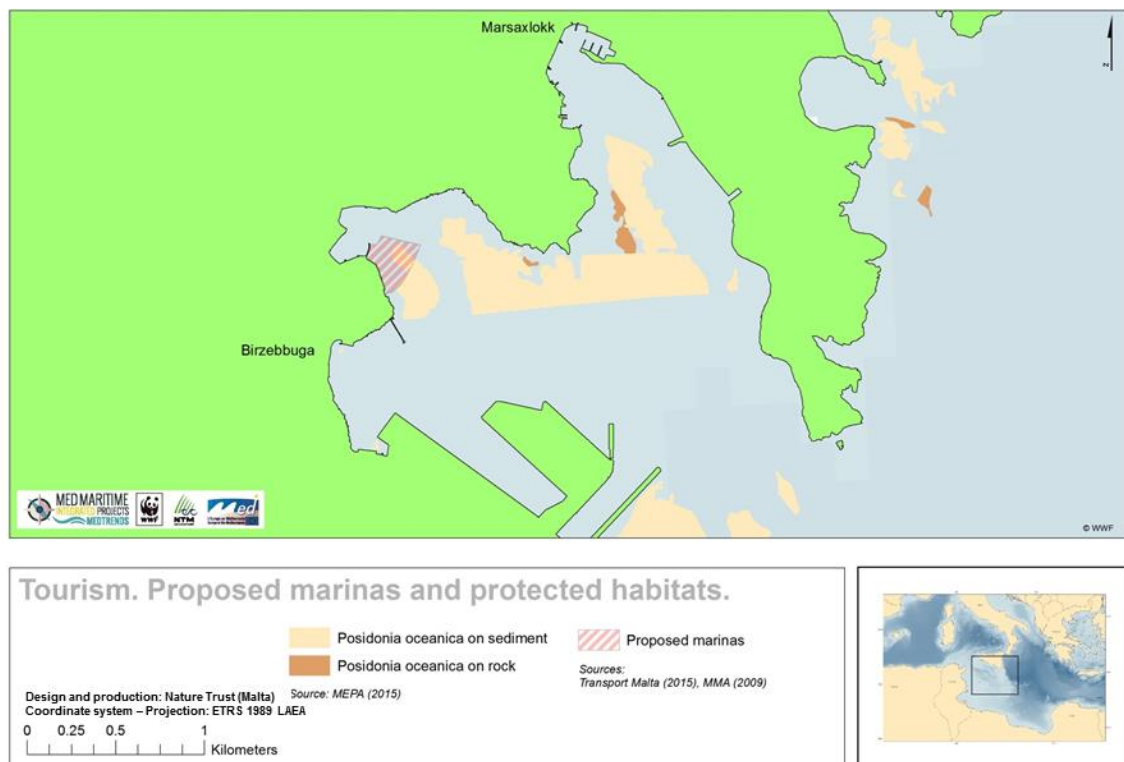 Marsaxlokk
N
Birzebbuga
MED MARITIME
INTEGRATED PROJECTS
MEDTRENDS
WWF
NTM
Med
© WWF
Tourism. Proposed marinas and protected habitats.
Posidonia oceanica on sediment
Posidonia oceanica on rock
Source: MEPA (2015)
Proposed marinas
Sources:
Transport Malta (2015), MMA (2009)
Design and production: Nature Trust (Malta)
Coordinate system – Projection: ETRS 1989 LAEA
0 0.25 0.5 1
Kilometers